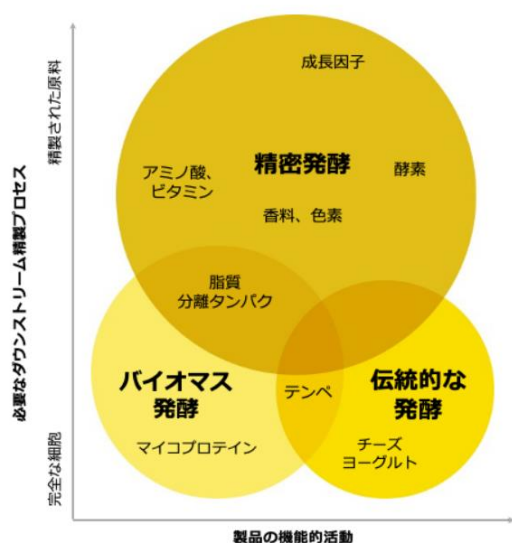 成長因子
精密発酵
アミノ酸、
ビタミン
酵素
香料、色素
脂質
分離タンパク
バイオマス
発酵
テンペ
伝統的な
発酵
マイコプロテイン
チーズ
ヨーグルト
必要なダウンストリーム精製プロセス
精製された原料
完全な細胞
製品の機能的活動